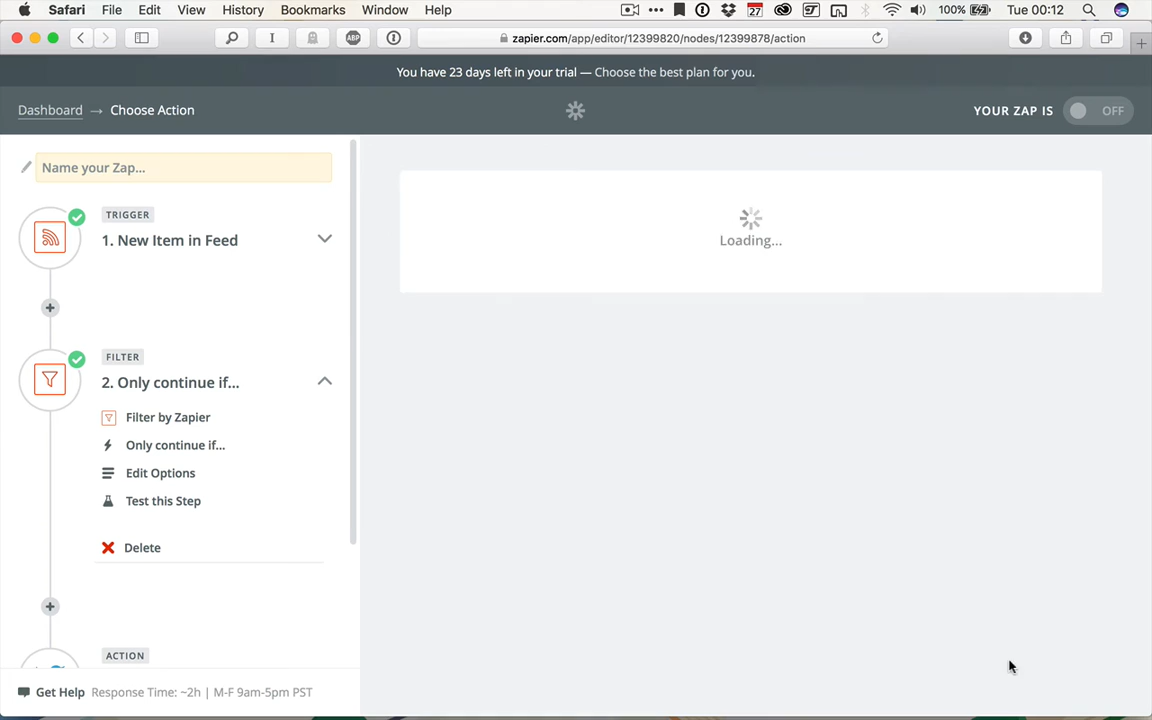 Safari File Edit View History Bookmarks Window Help 27 100% Tue 00:12
ABP zapier.com/app/editor/12399820/nodes/12399878/action
You have 23 days left in your trial — Choose the best plan for you.
Dashboard → Choose Action YOUR ZAP IS OFF
Name your Zap...
TRIGGER
1. New Item in Feed
Loading...
FILTER
2. Only continue if...
Filter by Zapier
Only continue if...
Edit Options
Test this Step
Delete
ACTION
Get Help Response Time: ~2h | M-F 9am-5pm PST